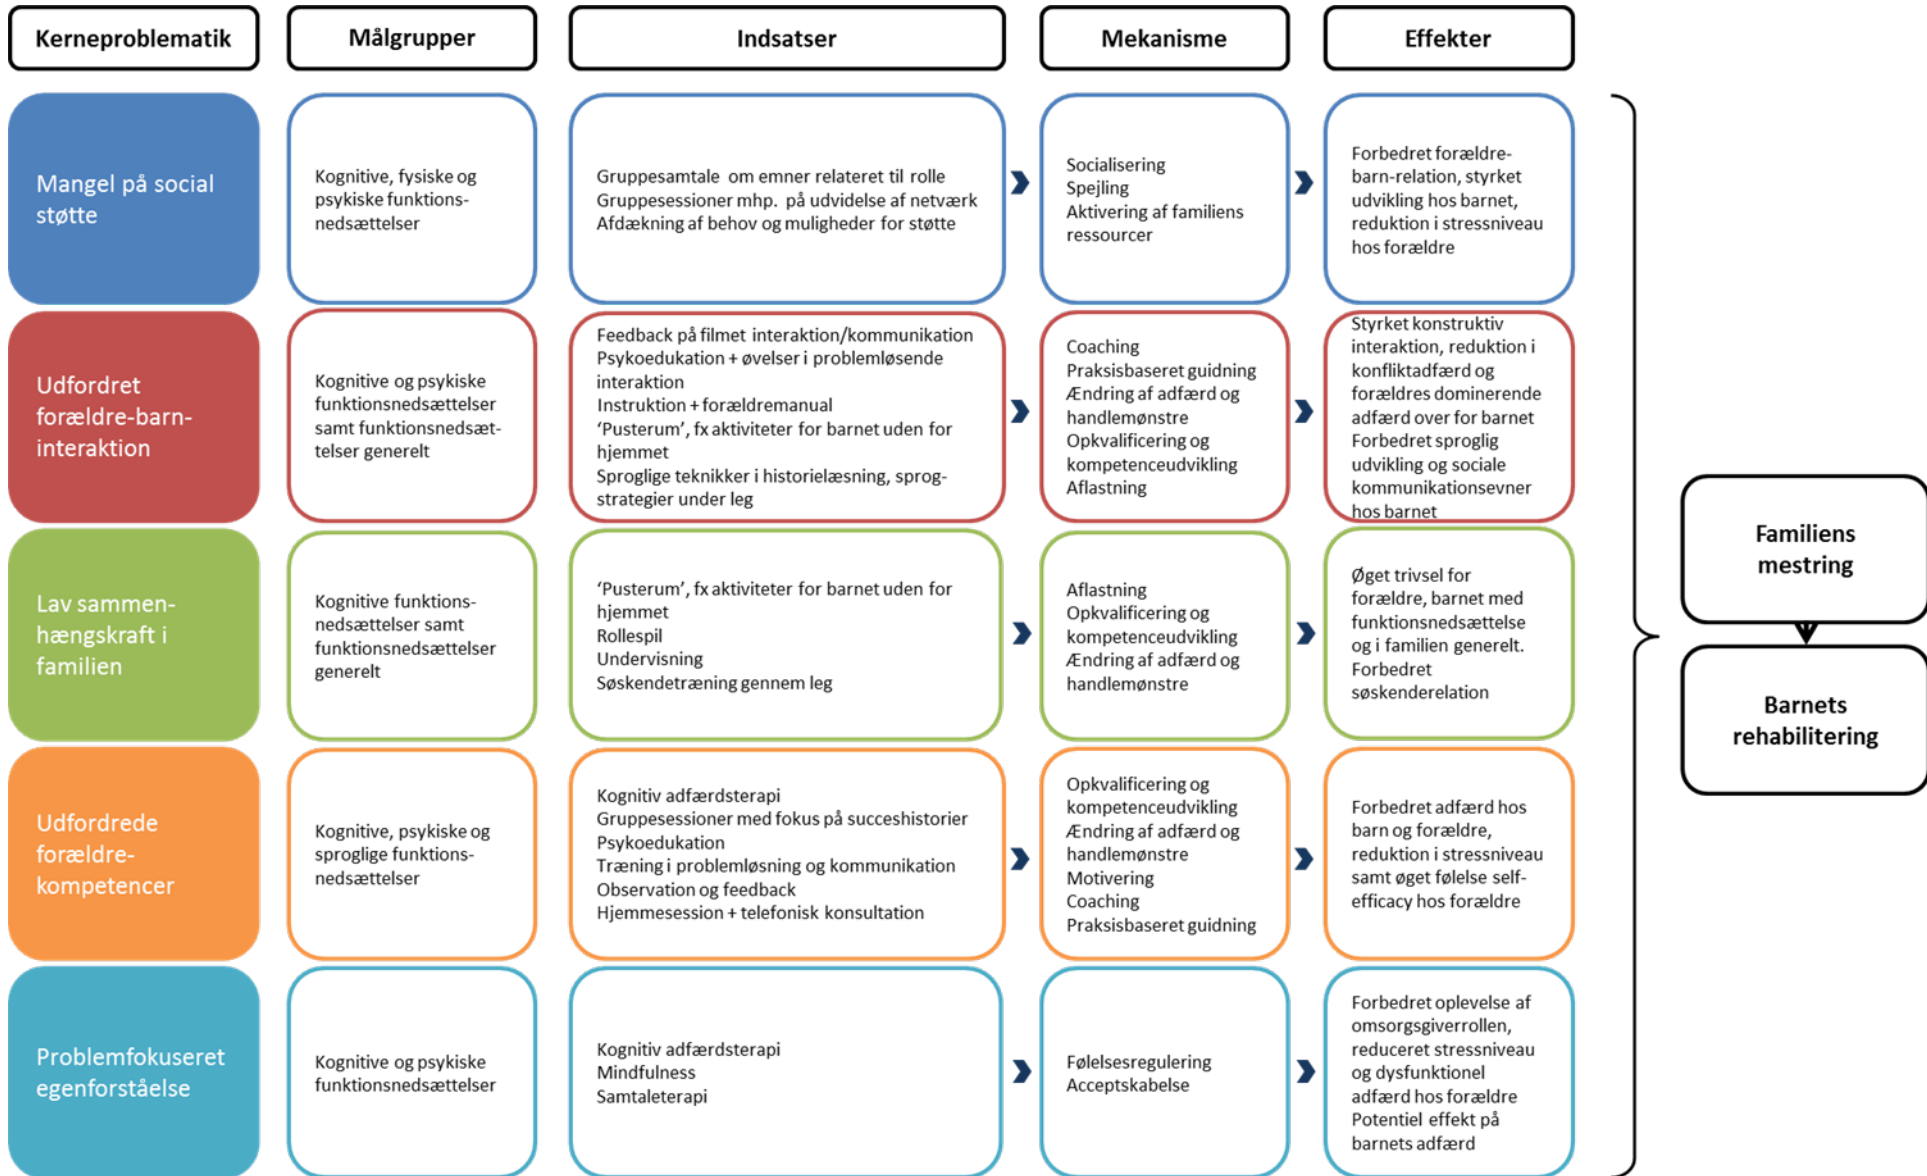 Kerneproblematik
Målgrupper
Indsatser
Mekanisme
Effekter
Mangel på social
støtte
Kognitive, fysiske og
psykiske funktions-
nedsættelser
Gruppesamtale om emner relateret til rolle
Gruppesessioner mhp. på udvidelse af netværk
Afdækning af behov og muligheder for støtte
Socialisering
Spejling
Aktivering af familiens
ressourcer
Forbedret forældre-
barn-relation, styrket
udvikling hos barnet,
reduktion i stressniveau
hos forældre
Udfordret
forældre-barn-
interaktion
Kognitive og psykiske
funktionsnedsættelser
samt funktionsnedsæt-
telser generelt
Feedback på filmet interaktion/kommunikation
Psykoedukation + øvelser i problemløsende
interaktion
Instruktion + forældremanual
‘Pusterum’, fx aktiviteter for barnet uden for
hjemmet
Sproglige teknikker i historielæsning, sprog-
strategier under leg
Coaching
Praksisbaseret guidning
Ændring af adfærd og
handlemønstre
Opkvalificering og
kompetenceudvikling
Aflastning
Styrket konstruktiv
interaktion, reduktion i
konfliktadfærd og
forældres dominerende
adfærd over for barnet
Forbedret sproglig
udvikling og sociale
kommunikationsevner
hos barnet
Lav sammen-
hængskraft i
familien
Kognitive funktions-
nedsættelser samt
funktionsnedsættelser
generelt
‘Pusterum’, fx aktiviteter for barnet uden for
hjemmet
Rollespil
Undervisning
Søskendetræning gennem leg
Aflastning
Opkvalificering og
kompetenceudvikling
Ændring af adfærd og
handlemønstre
Øget trivsel for
forældre, barnet med
funktionsnedsættelse
og i familien generelt.
Forbedret
søskenderelation
Udfordrede
forældre-
kompetencer
Kognitive, psykiske og
sproglige funktions-
nedsættelser
Kognitiv adfærdsterapi
Gruppesessioner med fokus på succeshistorier
Psykoedukation
Træning i problemløsning og kommunikation
Observation og feedback
Hjemmesession + telefonisk konsultation
Opkvalificering og
kompetenceudvikling
Ændring af adfærd og
handlemønstre
Motivering
Coaching
Praksisbaseret guidning
Forbedret adfærd hos
barn og forældre,
reduktion i stressniveau
samt øget følelse self-
efficacy hos forældre
Problemfokuseret
egenforståelse
Kognitive og psykiske
funktionsnedsættelser
Kognitiv adfærdsterapi
Mindfulness
Samtaleterapi
Følelsesregulering
Acceptskabelse
Forbedret oplevelse af
omsorgsgiverrollen,
reduceret stressniveau
og dysfunktionel
adfærd hos forældre
Potentiel effekt på
barnets adfærd
Familiens
mestring
Barnets
rehabilitering